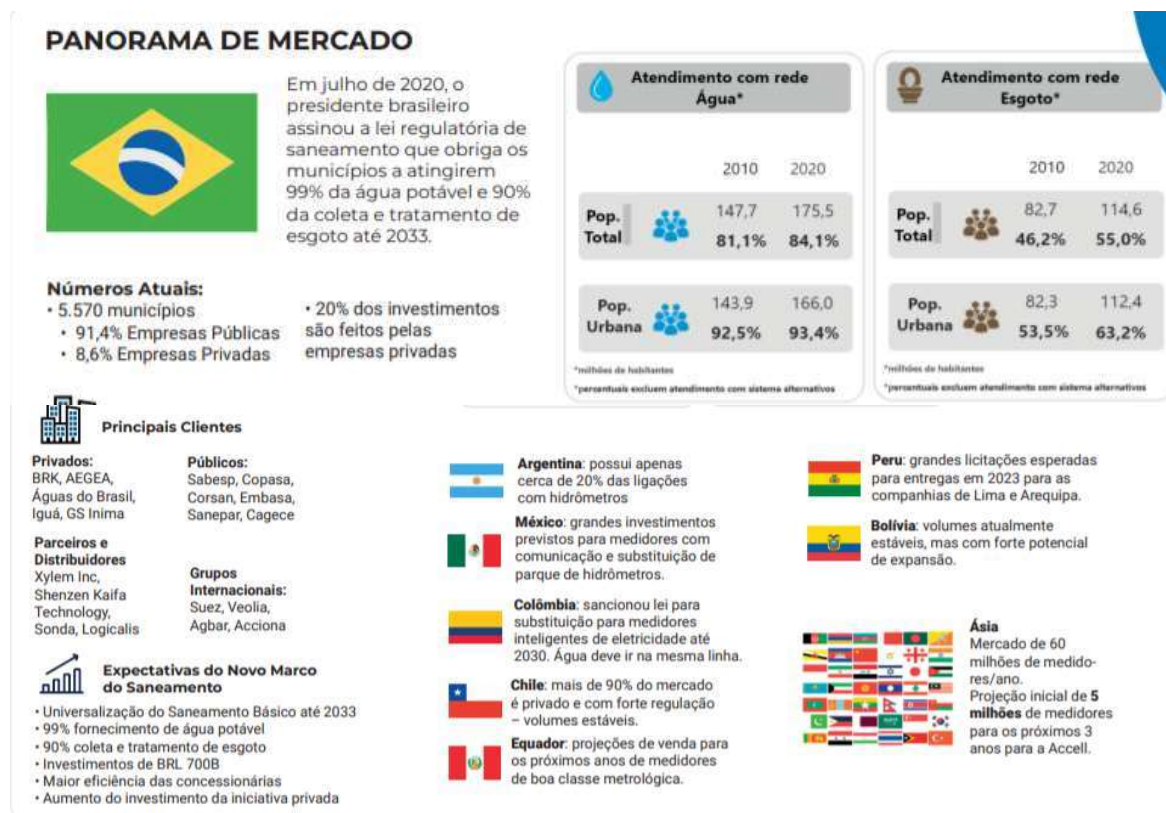 PANORAMA DE MERCADO
Em julho de 2020, o
presidente brasileiro
assinou a lei regulatória de
saneamento que obriga os
municípios a atingirem
99% da água potável e 90%
da coleta e tratamento de
esgoto até 2033.
Números Atuais:
• 5.570 municípios
• 91,4% Empresas Públicas
• 8,6% Empresas Privadas
• 20% dos investimentos
são feitos pelas
empresas privadas
Atendimento com rede
Água*
2010 2020
Pop. 147,7 175,5
Total 81,1% 84,1%
Pop. 143,9 166,0
Urbana 92,5% 93,4%
*milhões de habitantes
*percentuais excluem atendimento com sistema alternativos
Atendimento com rede
Esgoto*
2010 2020
Pop. 82,7 114,6
Total 46,2% 55,0%
Pop. 82,3 112,4
Urbana 53,5% 63,2%
*milhões de habitantes
*percentuais excluem atendimento com sistema alternativos
Principais Clientes
Privados:
BRK, AEGEA,
Águas do Brasil,
Iguá, GS Inima
Públicos:
Sabesp, Copasa,
Corsan, Embasa,
Sanepar, Cagece
Parceiros e
Distribuidores
Xylem Inc,
Shenzen Kaifa
Technology,
Sonda, Logicalis
Grupos
Internacionais:
Suez, Veolia,
Agbar, Acciona
Expectativas do Novo Marco
do Saneamento
• Universalização do Saneamento Básico até 2033
• 99% fornecimento de água potável
• 90% coleta e tratamento de esgoto
• Investimentos de BRL 700B
• Maior eficiência das concessionárias
• Aumento do investimento da iniciativa privada
Argentina: possui apenas
cerca de 20% das ligações
com hidrômetros
México: grandes investimentos
previstos para medidores com
comunicação e substituição de
parque de hidrômetros.
Colômbia: sancionou lei para
substituição para medidores
inteligentes de eletricidade até
2030. Água deve ir na mesma linha.
Chile: mais de 90% do mercado
é privado e com forte regulação
– volumes estáveis.
Equador: projeções de venda para
os próximos anos de medidores
de boa classe metrológica.
Peru: grandes licitações esperadas
para entregas em 2023 para as
companhias de Lima e Arequipa.
Bolívia: volumes atualmente
estáveis, mas com forte potencial
de expansão.
Ásia
Mercado de 60
milhões de medido-
res/ano.
Projeção inicial de 5
milhões de medidores
para os próximos 3
anos para a Accell.